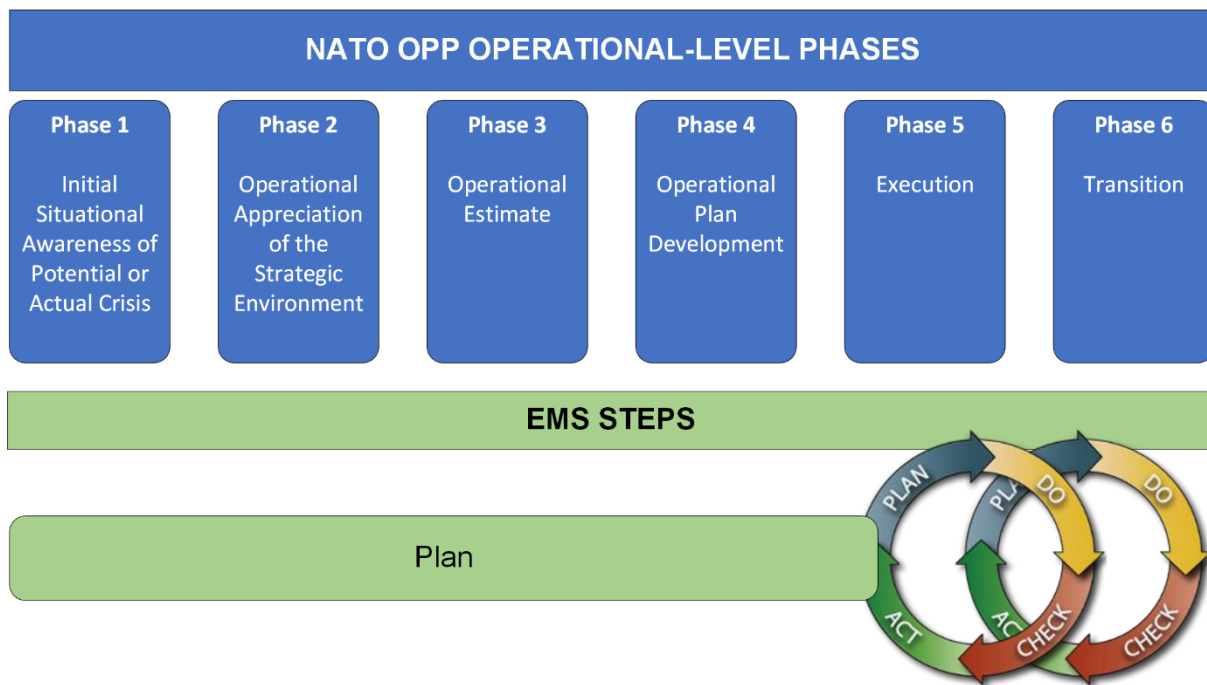 NATO OPP OPERATIONAL-LEVEL PHASES
Phase 1
Initial
Situational
Awareness of
Potential or
Actual Crisis
Phase 2
Operational
Appreciation
of the
Strategic
Environment
Phase 3
Operational
Estimate
Phase 4
Operational
Plan
Development
Phase 5
Execution
Phase 6
Transition
EMS STEPS
Plan
PLAN
DO
CHECK
ACT
DO
CHECK